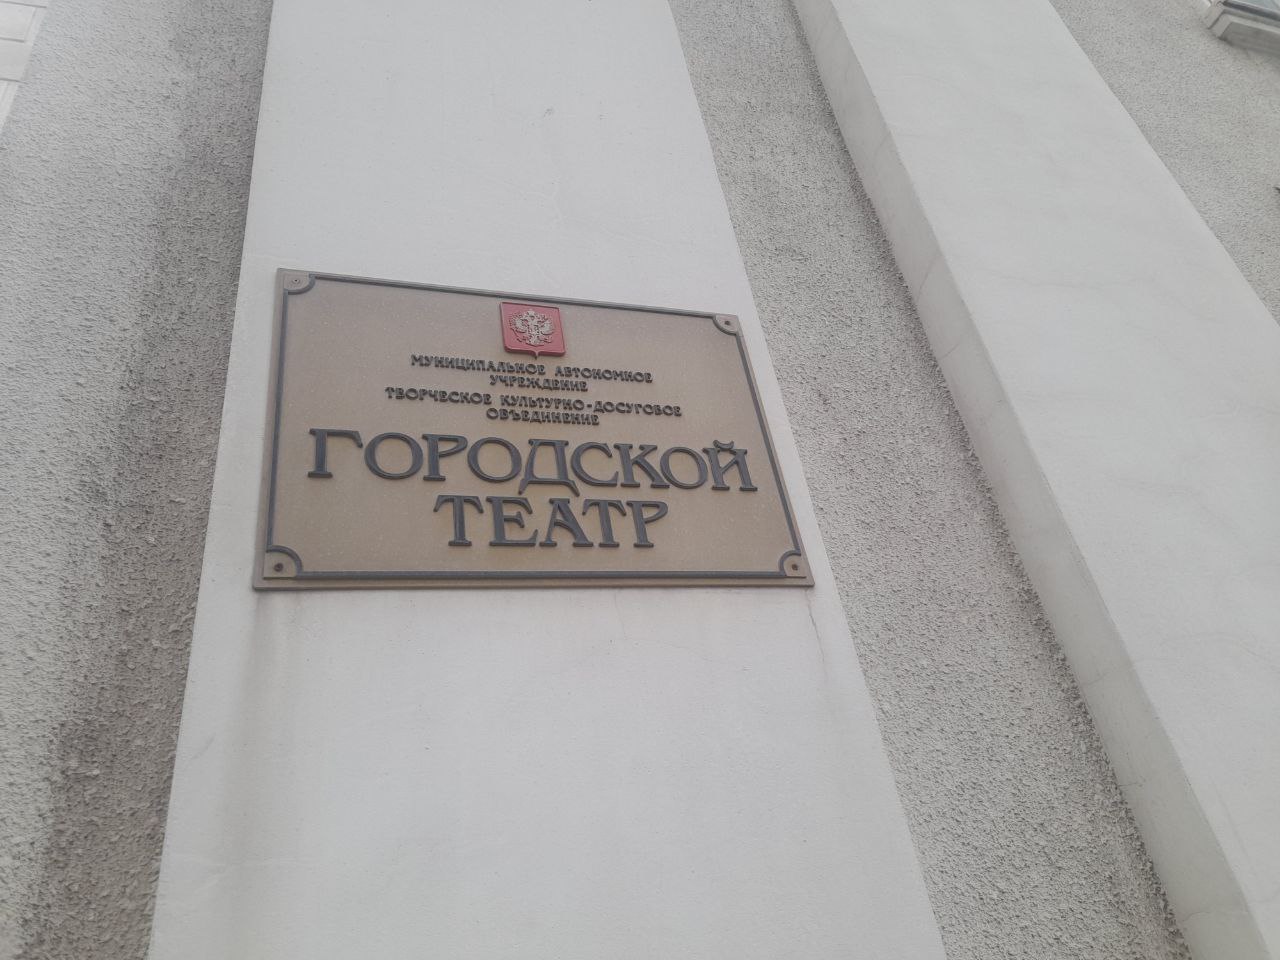 МУНИЦИПАЛЬНОЕ АВТОНОМНОЕ
УЧРЕЖДЕНИЕ
ТВОРЧЕСКОЕ КУЛЬТУРНО-ДОСУГОВОЕ
ОБЪЕДИНЕНИЕ
ГОРОДСКОЙ
ТЕАТР